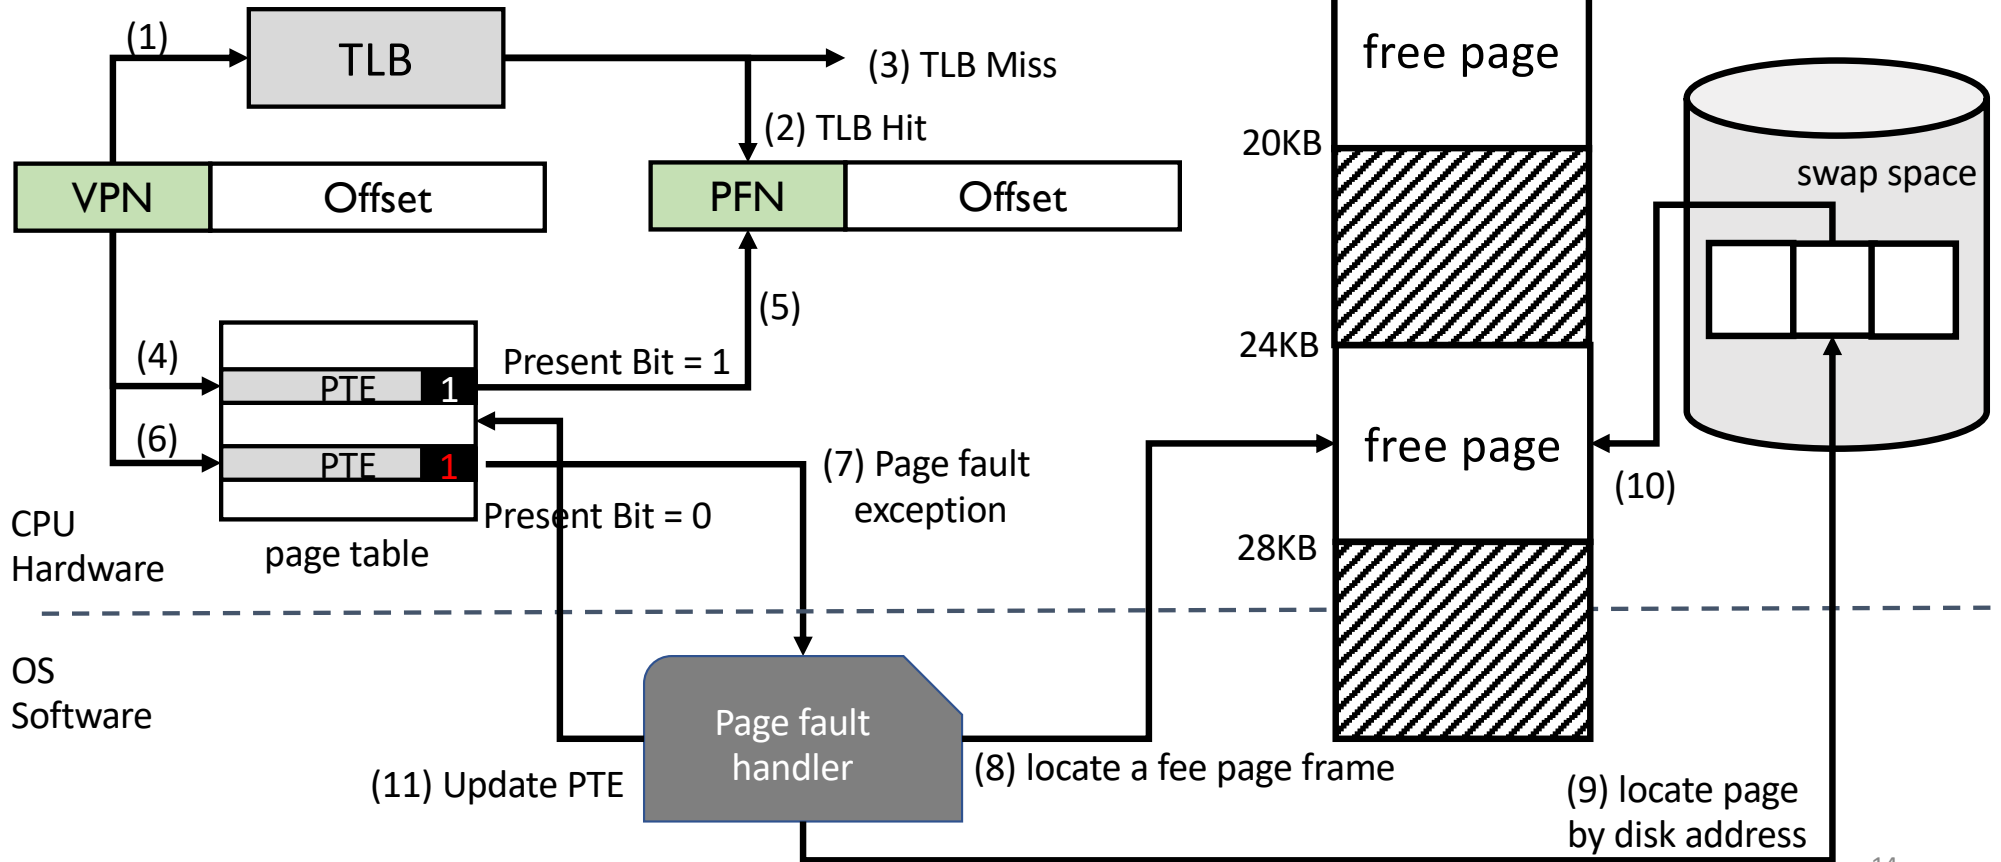 (1)
TLB
(3) TLB Miss
free page
(2) TLB Hit
20KB
swap space
VPN
Offset
PFN
Offset
(5)
24KB
(4)
Present Bit = 1
PTE
1
(6)
free page
PTE
1
(7) Page fault
exception
(10)
Present Bit = 0
CPU
Hardware
page table
28KB
OS
Software
Page fault
handler
(11) Update PTE
(8) locate a fee page frame
(9) locate page
by disk address
14